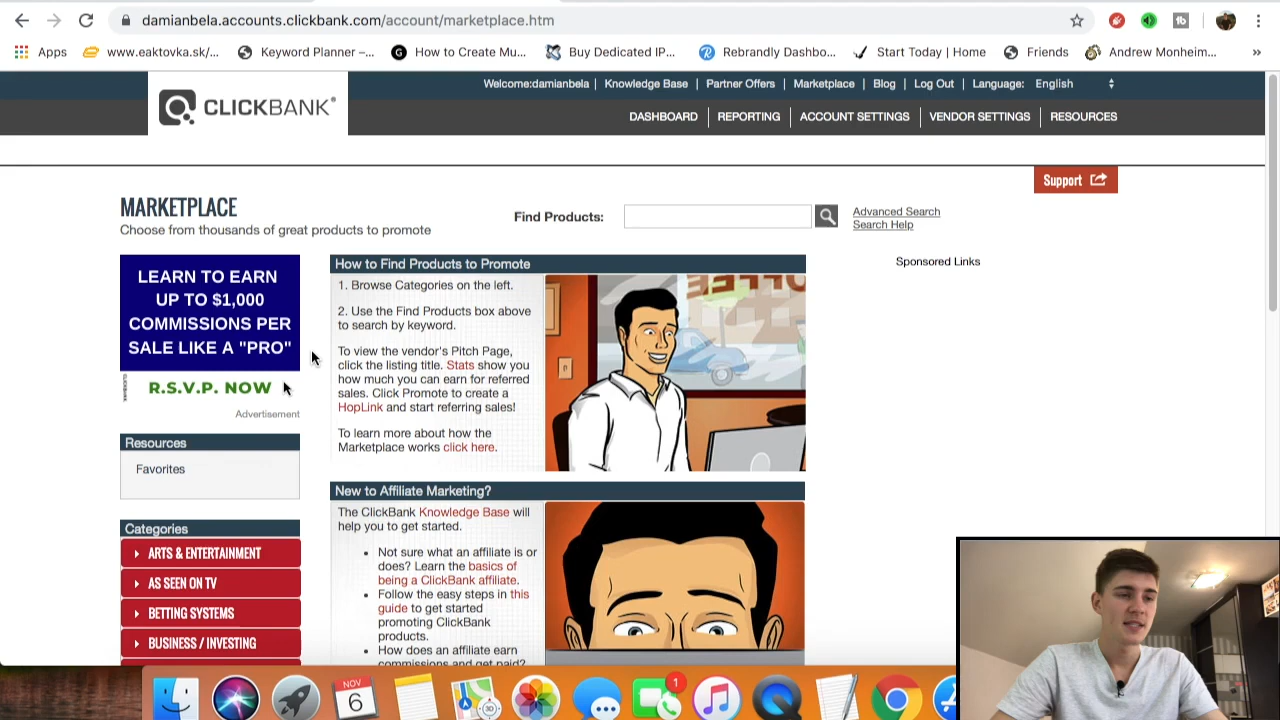 damianbela.accounts.clickbank.com/account/marketplace.htm
Apps
www.eaktovka.sk/...
Keyword Planner –...
How to Create Mu...
Buy Dedicated IP...
Rebrandly Dashbo...
Start Today | Home
Friends
Andrew Monheim...
»
Welcome:damianbela | Knowledge Base | Partner Offers | Marketplace | Blog | Log Out | Language: English
CLICKBANK®
DASHBOARD | REPORTING | ACCOUNT SETTINGS | VENDOR SETTINGS | RESOURCES
Support
MARKETPLACE
Choose from thousands of great products to promote
Find Products:
Advanced Search
Search Help
Sponsored Links
LEARN TO EARN
UP TO $1,000
COMMISSIONS PER
SALE LIKE A "PRO"
CLICKBANK
R.S.V.P. NOW
Advertisement
Resources
Favorites
Categories
ARTS & ENTERTAINMENT
AS SEEN ON TV
BETTING SYSTEMS
BUSINESS / INVESTING
How to Find Products to Promote
1. Browse Categories on the left.
2. Use the Find Products box above
to search by keyword.
To view the vendor's Pitch Page,
click the listing title. Stats show you
how much you can earn for referred
sales. Click Promote to create a
HopLink and start referring sales!
To learn more about how the
Marketplace works click here.
COFFEE
New to Affiliate Marketing?
The ClickBank Knowledge Base will
help you to get started.
• Not sure what an affiliate is or
does? Learn the basics of
being a ClickBank affiliate.
• Follow the easy steps in this
guide to get started
promoting ClickBank
products.
• How does an affiliate earn
commissions and get paid?
NOV
6
3D
1